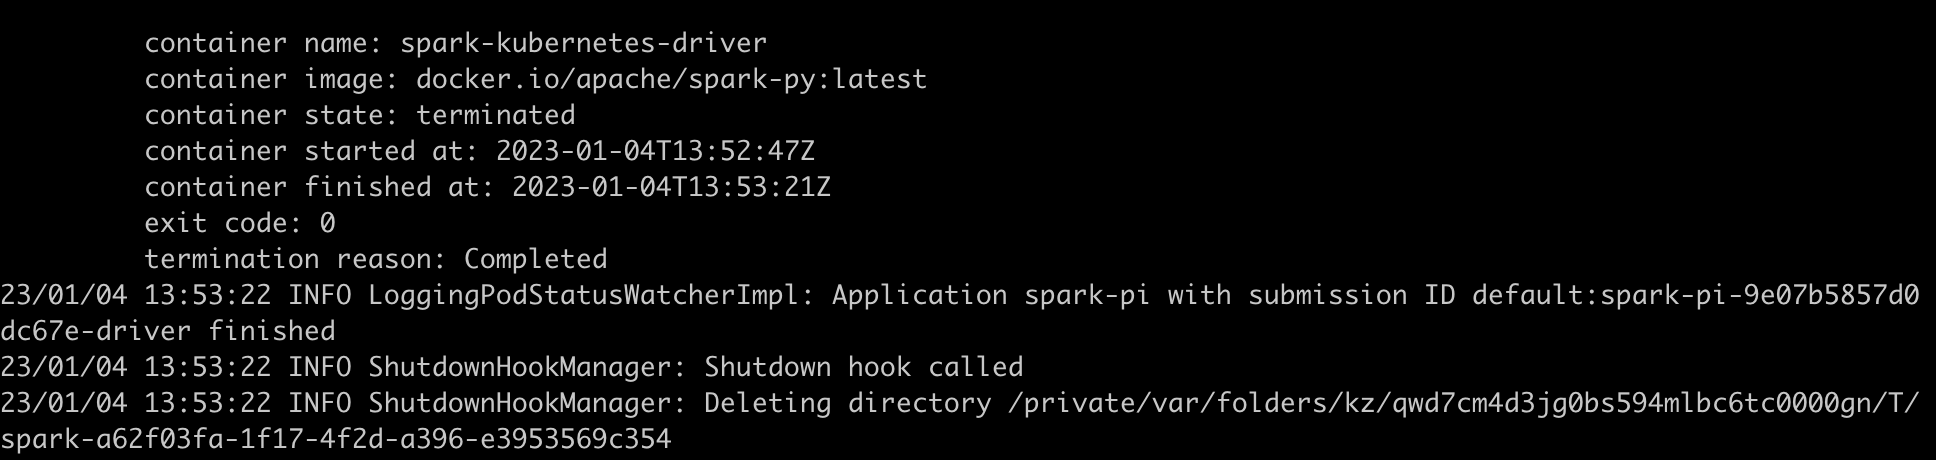 container name: spark-kubernetes-driver
container image: docker.io/apache/spark-py:latest
container state: terminated
container started at: 2023-01-04T13:52:47Z
container finished at: 2023-01-04T13:53:21Z
exit code: 0
termination reason: Completed
23/01/04 13:53:22 INFO LoggingPodStatusWatcherImpl: Application spark-pi with submission ID default:spark-pi-9e07b5857d0
dc67e-driver finished
23/01/04 13:53:22 INFO ShutdownHookManager: Shutdown hook called
23/01/04 13:53:22 INFO ShutdownHookManager: Deleting directory /private/var/folders/kz/qwd7cm4d3jg0bs594mlbc6tc0000gn/T/
spark-a62f03fa-1f17-4f2d-a396-e3953569c354